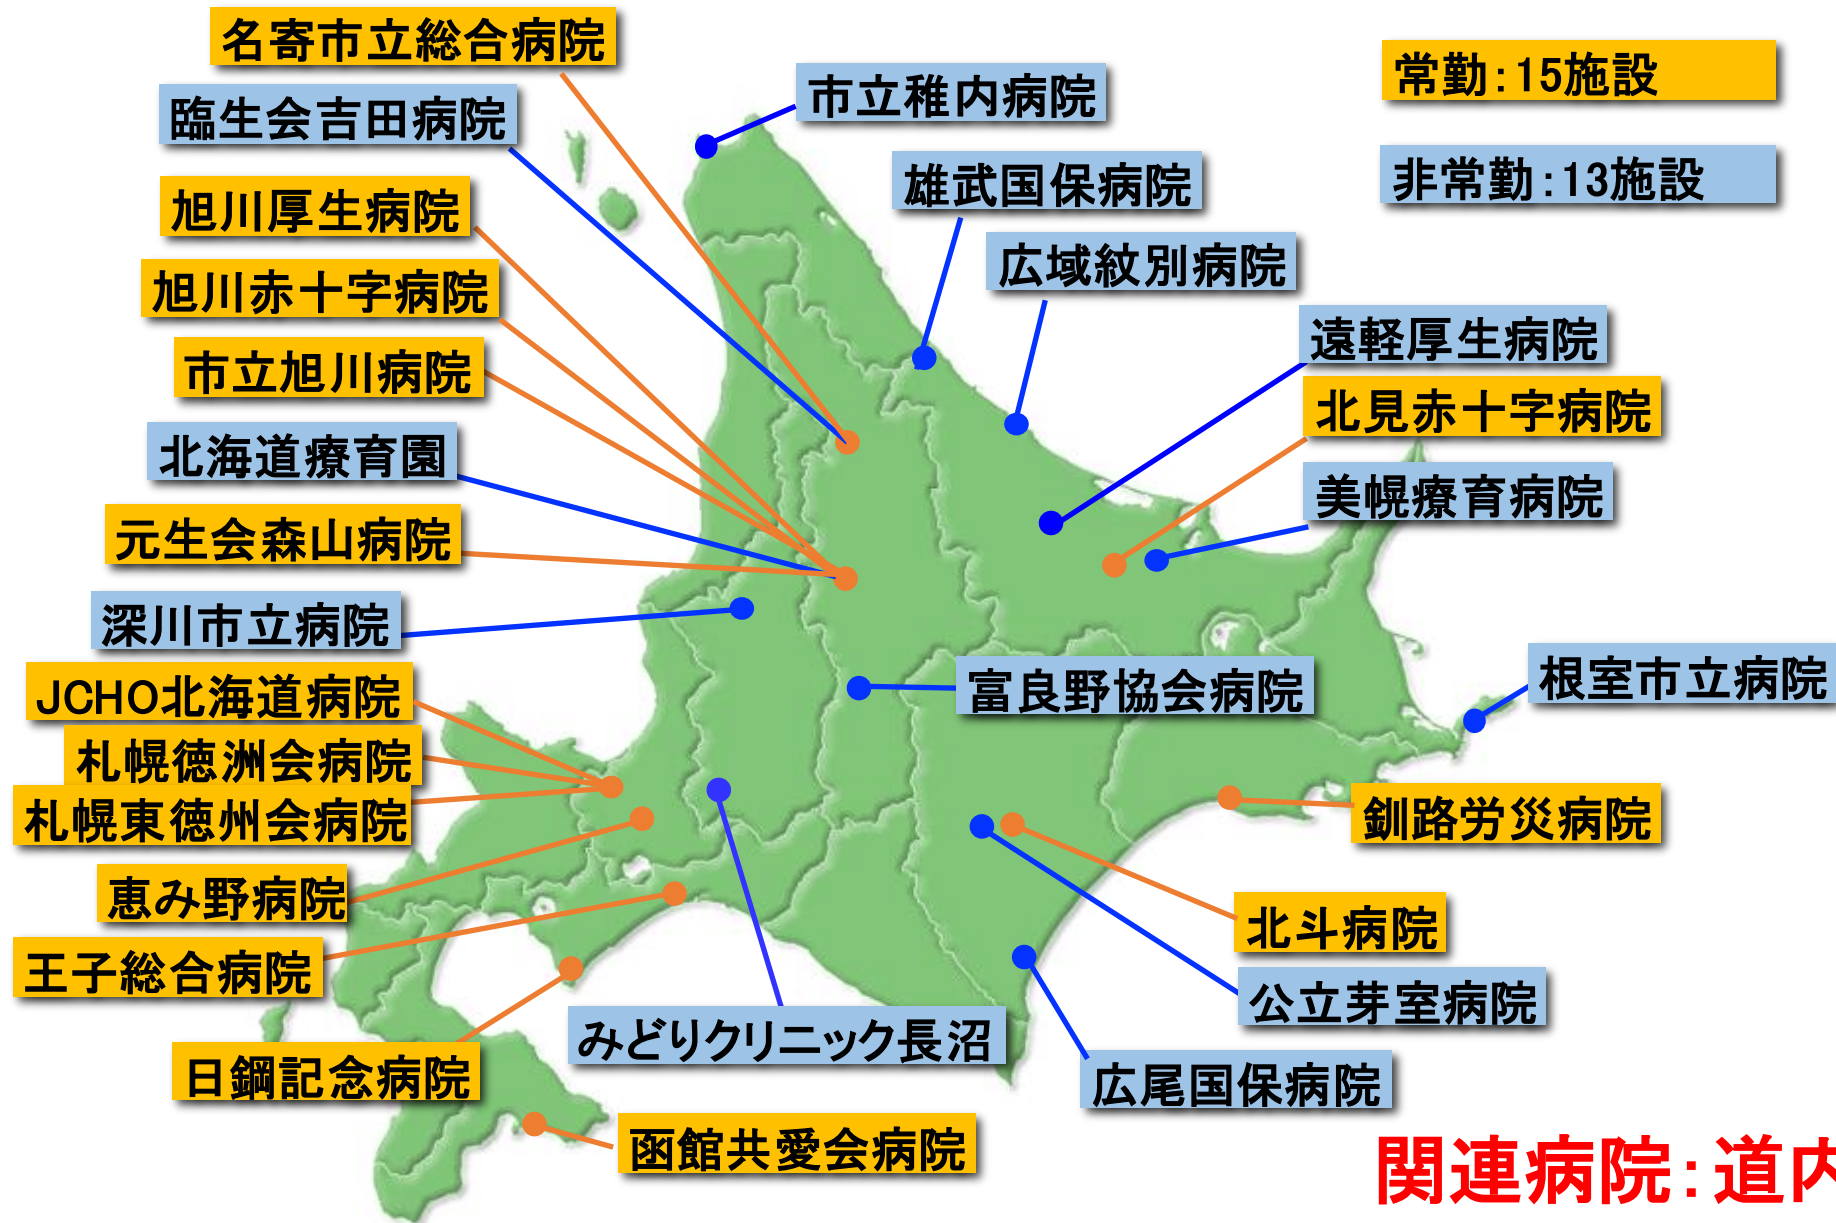 名寄市立総合病院
臨生会吉田病院
旭川厚生病院
旭川赤十字病院
市立旭川病院
北海道療育園
元生会森山病院
深川市立病院
JCHO北海道病院
札幌徳洲会病院
札幌東徳州会病院
恵み野病院
王子総合病院
日鋼記念病院
函館共愛会病院
みどりクリニック長沼
市立稚内病院
雄武国保病院
広域紋別病院
遠軽厚生病院
北見赤十字病院
美幌療育病院
富良野協会病院
根室市立病院
釧路労災病院
北斗病院
公立芽室病院
広尾国保病院
常勤：15施設
非常勤：13施設
関連病院：道内